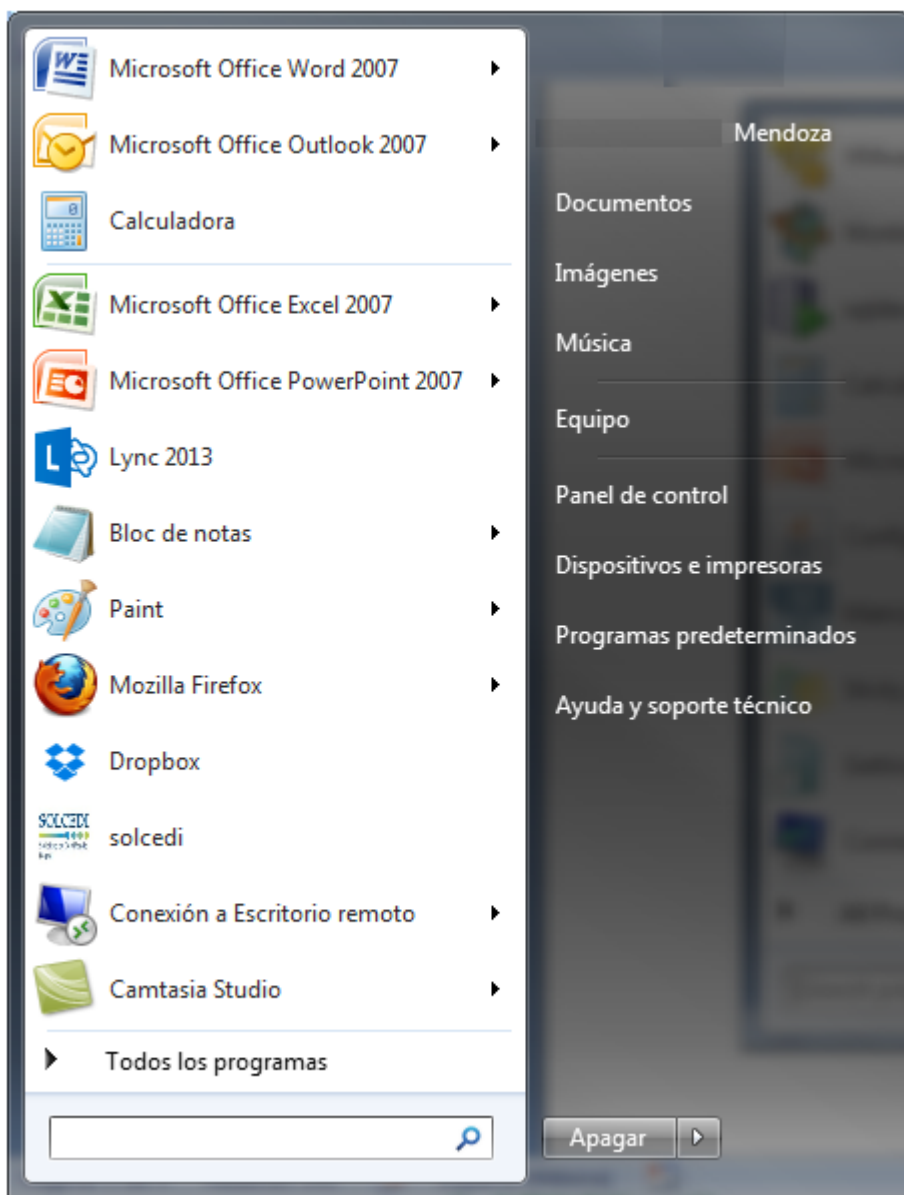 Microsoft Office Word 2007
Microsoft Office Outlook 2007
Calculadora
Microsoft Office Excel 2007
Microsoft Office PowerPoint 2007
Lync 2013
Bloc de notas
Paint
Mozilla Firefox
Dropbox
SOLCEDI
solcedi
Conexión a Escritorio remoto
Camtasia Studio
Todos los programas
Mendoza
Documentos
Imágenes
Música
Equipo
Panel de control
Dispositivos e impresoras
Programas predeterminados
Ayuda y soporte técnico
Apagar